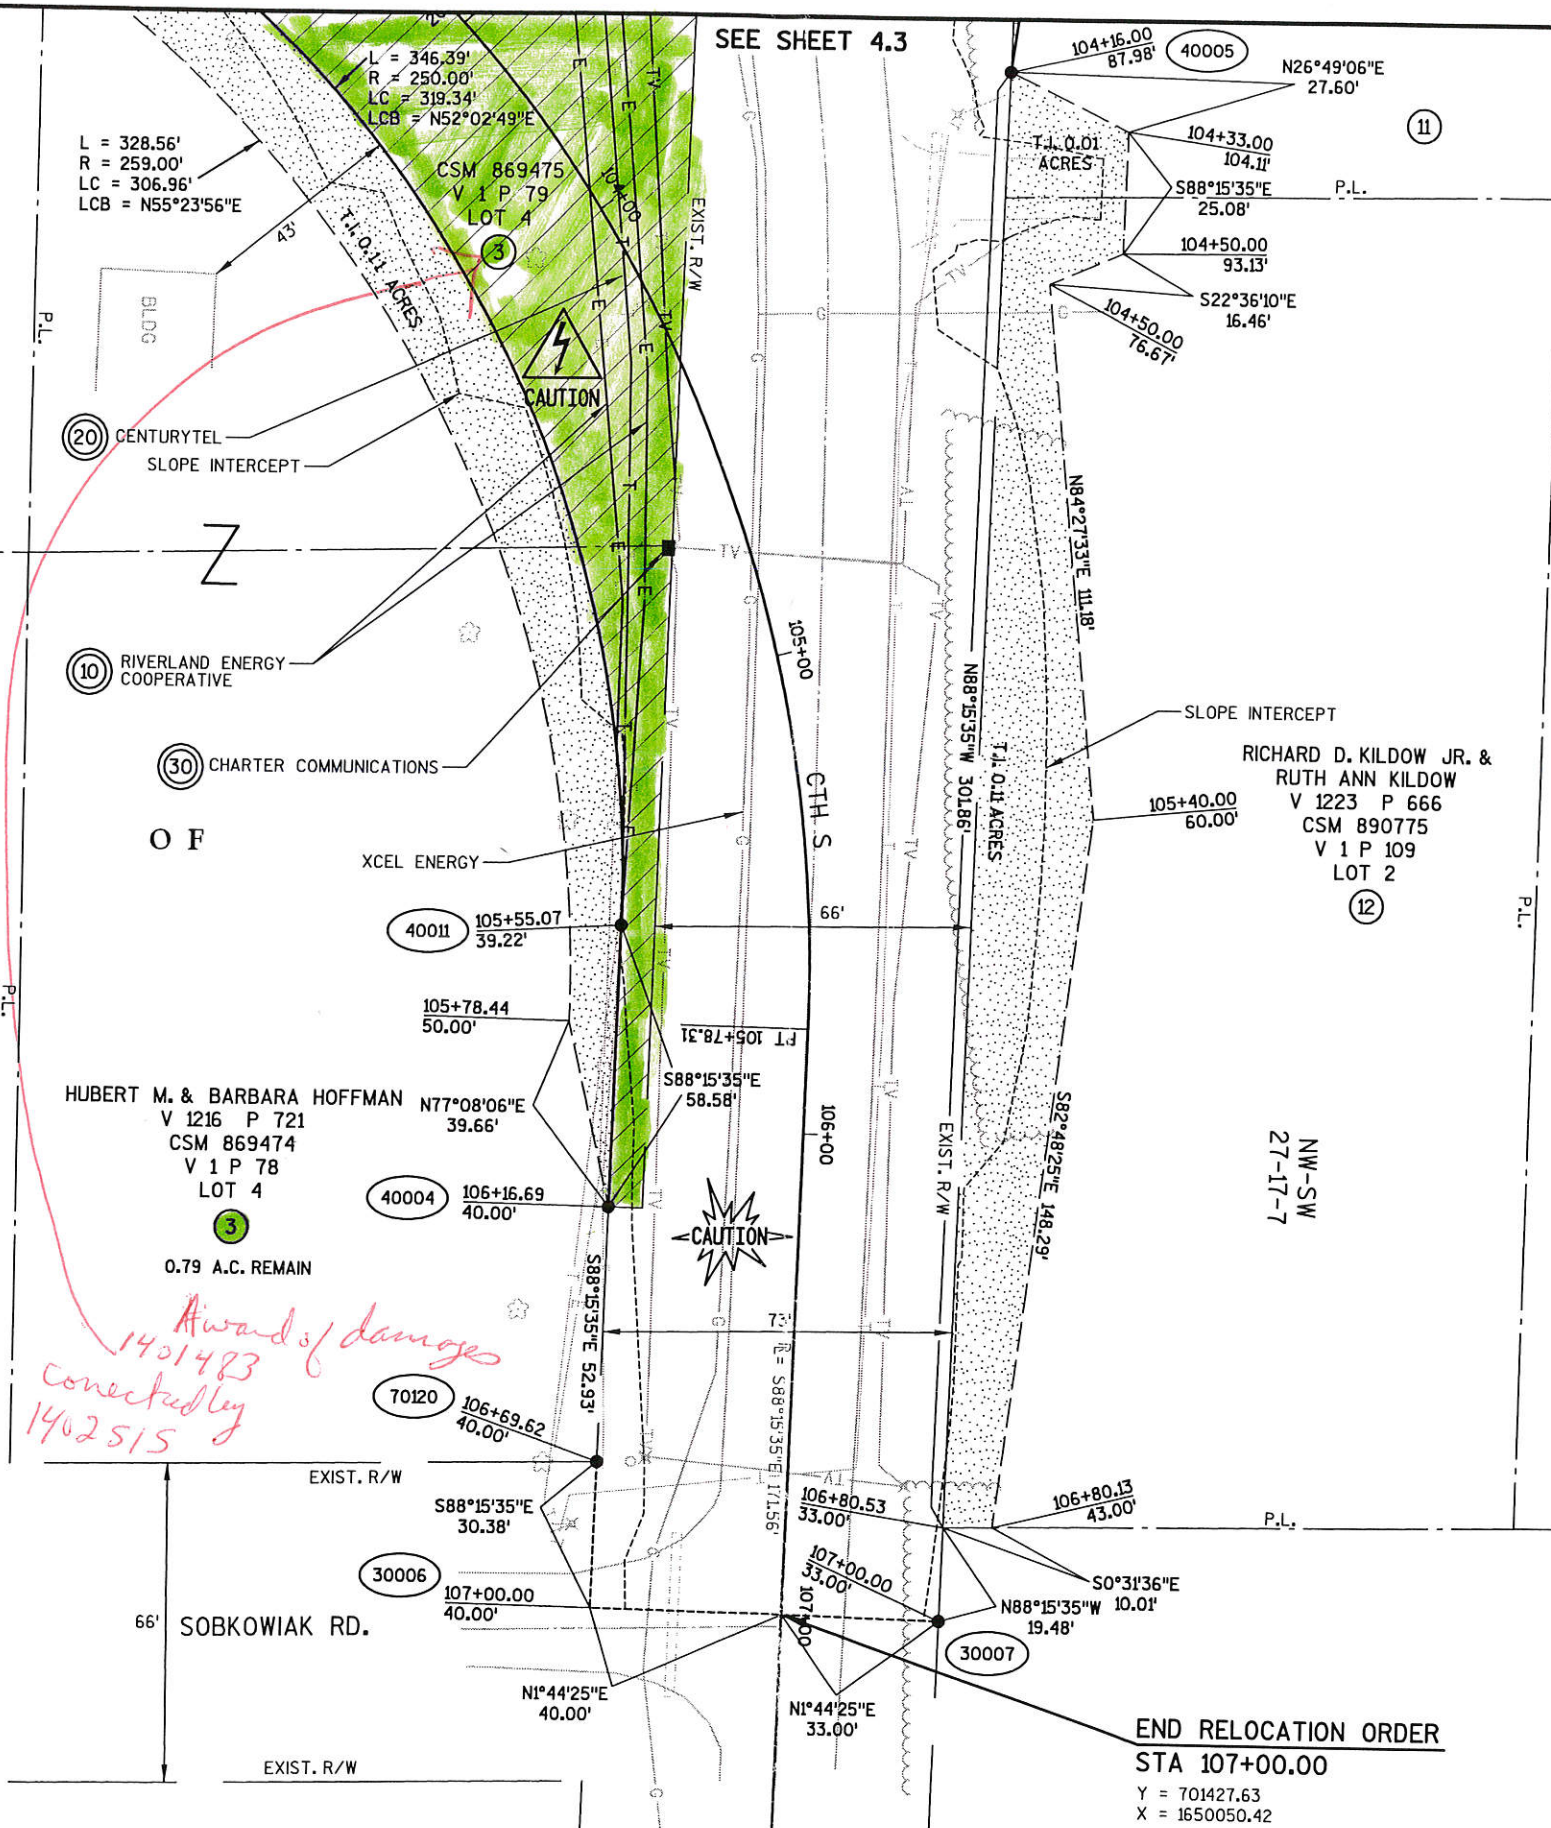 SEE SHEET 4.3
L = 346.39'
R = 250.00'
LC = 319.34'
LCB = N52°02'49"E
L = 328.56'
R = 259.00'
LC = 306.96'
LCB = N55°23'56"E
43'
CSM 869475
V 1 P 79
LOT 4
3
104+00
EXIST. R/W
T.I. 0.11 ACRES
BLDG
P.L.
CAUTION
20 CENTURYTEL
SLOPE INTERCEPT
10 RIVERLAND ENERGY
COOPERATIVE
30 CHARTER COMMUNICATIONS
O F
XCEL ENERGY
40011
105+55.07
39.22'
105+78.44
50.00'
HUBERT M. & BARBARA HOFFMAN
V 1216 P 721
CSM 869474
V 1 P 78
LOT 4
3
0.79 A.C. REMAIN
P.L.
N77°08'06"E
39.66'
S88°15'35"E
58.58'
40004
106+16.69
40.00'
S88°15'35"E 52.93'
Award of damages
1401483
corrected by
1402515
70120
106+69.62
40.00'
EXIST. R/W
S88°15'35"E
30.38'
30006
107+00.00
40.00'
66'
SOBKOWIAK RD.
N1°44'25"E
40.00'
EXIST. R/W
104+16.00
87.98'
40005
N26°49'06"E
27.60'
11
T.I. 0.01
ACRES
104+33.00
104.11'
S88°15'35"E
25.08'
P.L.
104+50.00
93.13'
S22°36'10"E
16.46'
104+50.00
76.67'
N84°27'33"E 111.18'
105+00
CTH S
N88°15'35"W 301.86'
T.I. 0.11 ACRES
SLOPE INTERCEPT
RICHARD D. KILDOW JR. &
RUTH ANN KILDOW
V 1223 P 666
CSM 890775
V 1 P 109
LOT 2
12
105+40.00
60.00'
P.L.
66'
PT 105+78.31
106+00
EXIST. R/W
S82°48'25"E 148.29'
NW-SW
27-17-7
CAUTION
73'
S88°15'35"E 171.56'
106+80.53
33.00'
106+80.13
43.00'
P.L.
107+00.00
33.00'
107+00
S0°31'36"E
10.01'
N88°15'35"W
19.48'
30007
N1°44'25"E
33.00'
END RELOCATION ORDER
STA 107+00.00
Y = 701427.63
X = 1650050.42